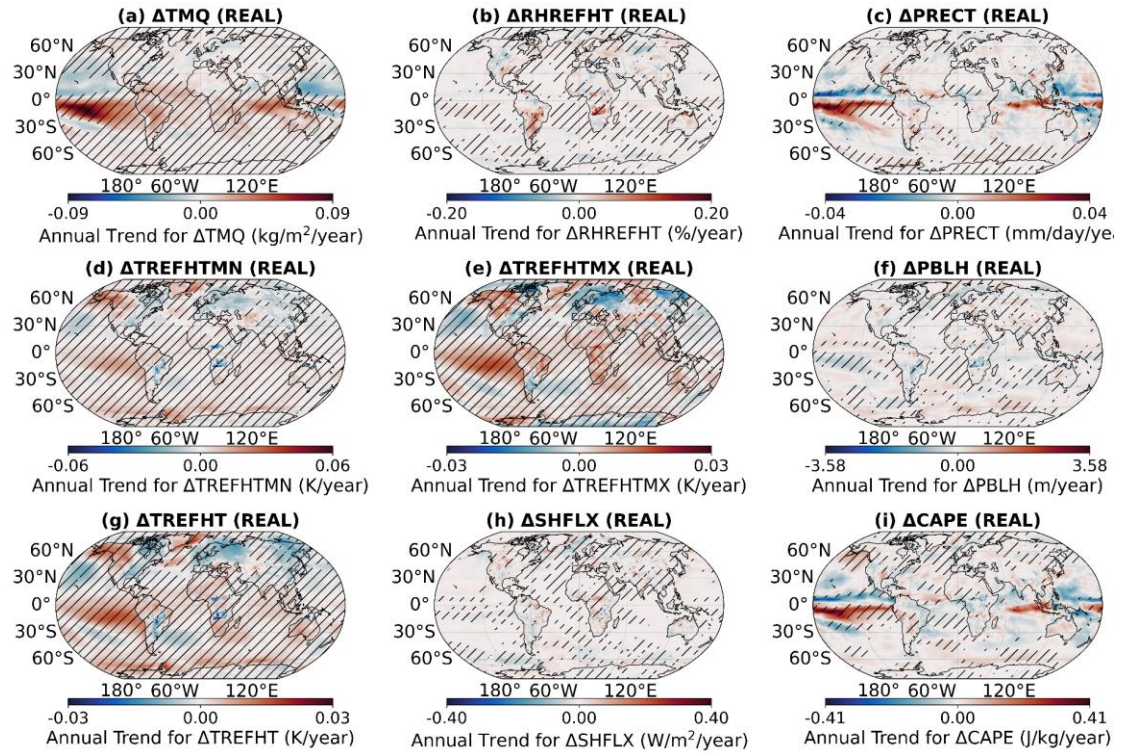 (a) ΔTMQ (REAL)
(b) ΔRHREFHT (REAL)
(c) ΔPRECT (REAL)
60°N
30°N
0°
30°S
60°S
180° 60°W 120°E
-0.09 0.00 0.09
Annual Trend for ΔTMQ (kg/m²/year)
60°N
30°N
0°
30°S
60°S
180° 60°W 120°E
-0.20 0.00 0.20
Annual Trend for ΔRHREFHT (%/year)
60°N
30°N
0°
30°S
60°S
180° 60°W 120°E
-0.04 0.00 0.04
Annual Trend for ΔPRECT (mm/day/yea
(d) ΔTREFHTMN (REAL)
(e) ΔTREFHTMX (REAL)
(f) ΔPBLH (REAL)
60°N
30°N
0°
30°S
60°S
180° 60°W 120°E
-0.06 0.00 0.06
Annual Trend for ΔTREFHTMN (K/year)
60°N
30°N
0°
30°S
60°S
180° 60°W 120°E
-0.03 0.00 0.03
Annual Trend for ΔTREFHTMX (K/year)
60°N
30°N
0°
30°S
60°S
180° 60°W 120°E
-3.58 0.00 3.58
Annual Trend for ΔPBLH (m/year)
(g) ΔTREFHT (REAL)
(h) ΔSHFLX (REAL)
(i) ΔCAPE (REAL)
60°N
30°N
0°
30°S
60°S
180° 60°W 120°E
-0.03 0.00 0.03
Annual Trend for ΔTREFHT (K/year)
60°N
30°N
0°
30°S
60°S
180° 60°W 120°E
-0.40 0.00 0.40
Annual Trend for ΔSHFLX (W/m²/year)
60°N
30°N
0°
30°S
60°S
180° 60°W 120°E
-0.41 0.00 0.41
Annual Trend for ΔCAPE (J/kg/year)